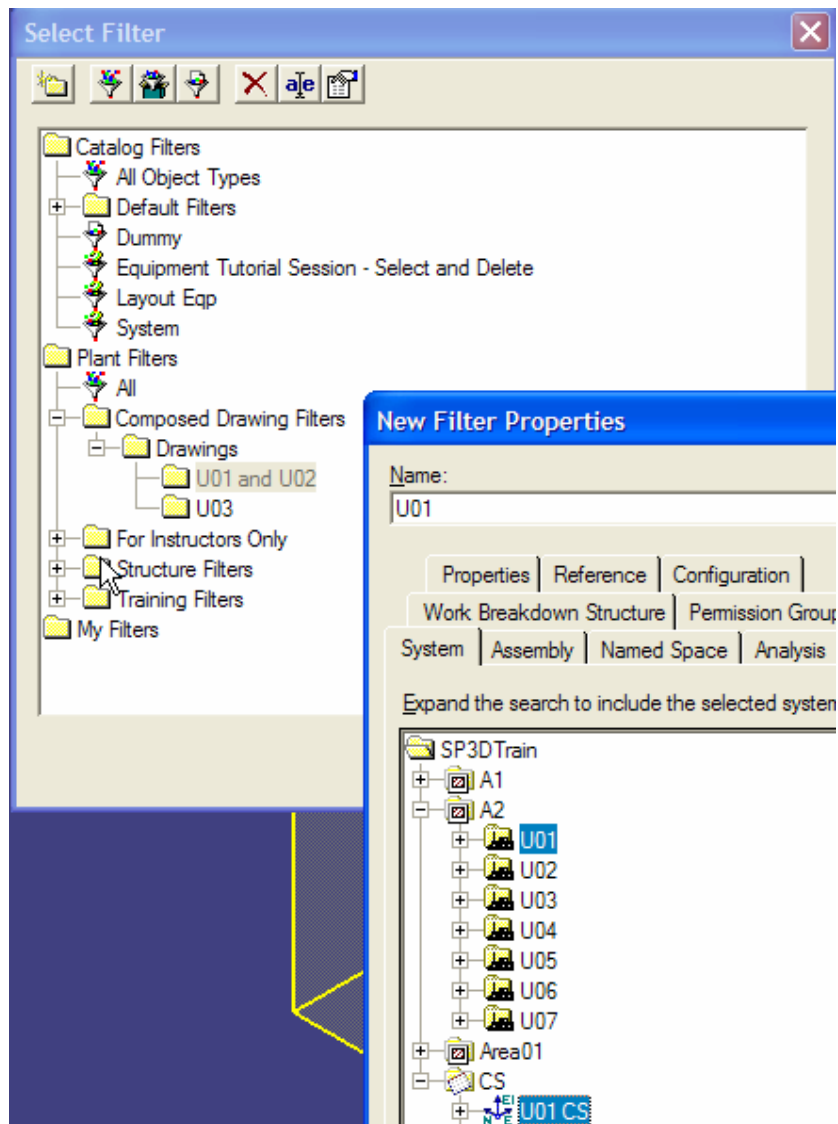 Select Filter
Catalog Filters
All Object Types
Default Filters
Dummy
Equipment Tutorial Session - Select and Delete
Layout Eqp
System
Plant Filters
All
Composed Drawing Filters
Drawings
U01 and U02
U03
For Instructors Only
Structure Filters
Training Filters
My Filters
New Filter Properties
Name:
U01
Properties Reference Configuration
Work Breakdown Structure Permission Group
System Assembly Named Space Analysis
Expand the search to include the selected system
SP3DTrain
A1
A2
U01
U02
U03
U04
U05
U06
U07
Area01
CS
U01 CS